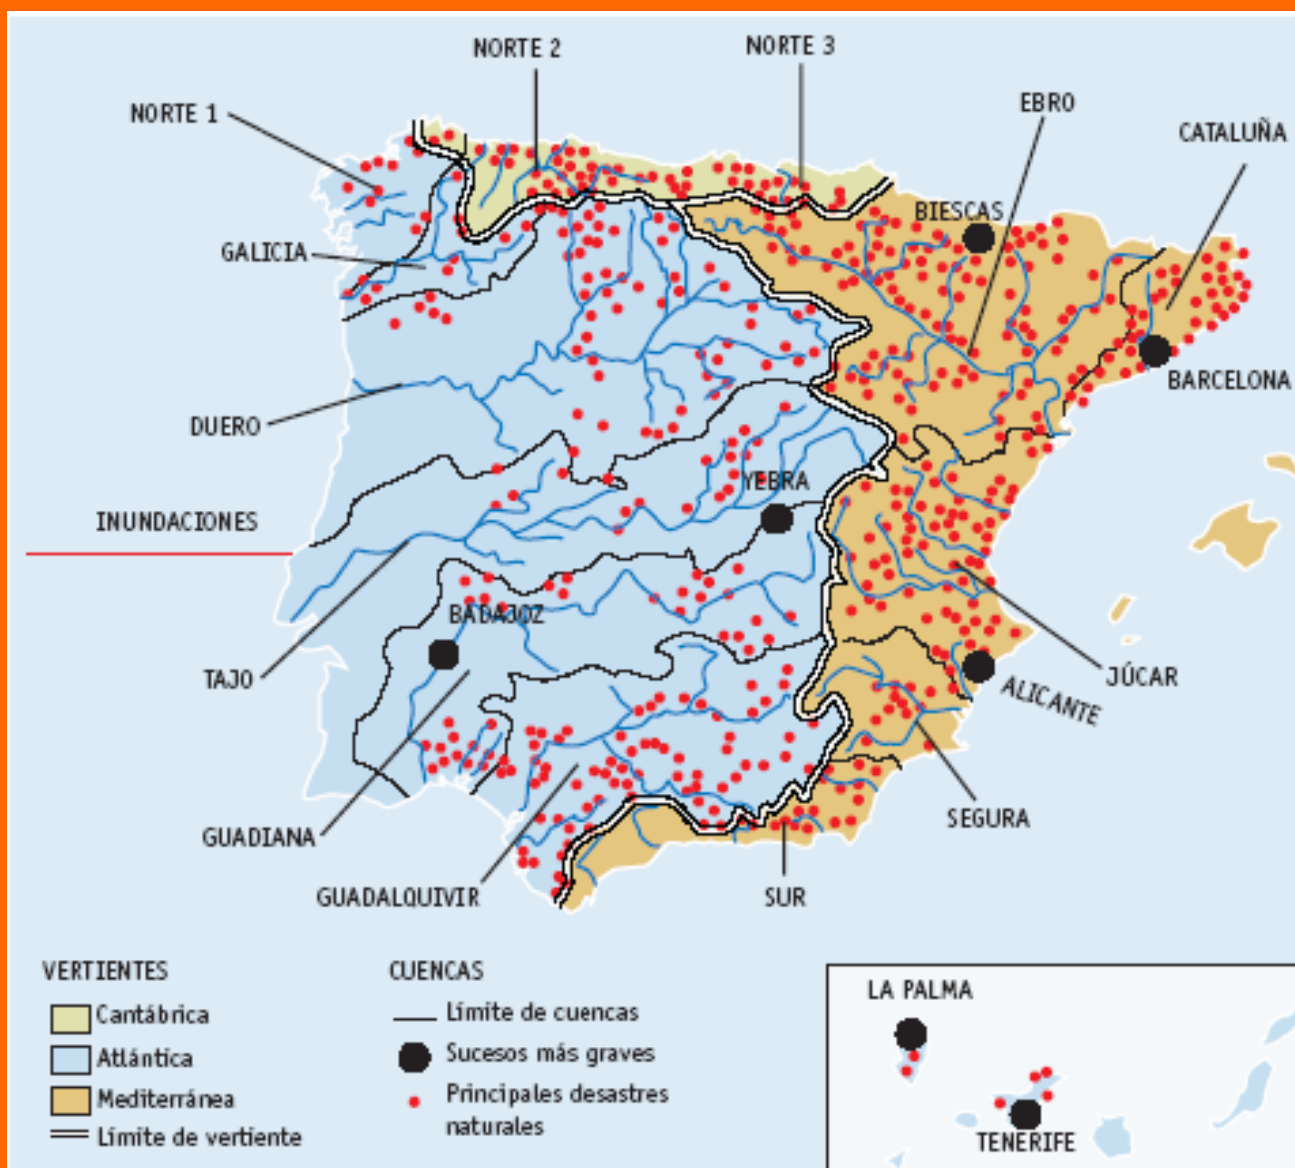 NORTE 2
NORTE 3
NORTE 1
EBRO
CATALUÑA
BIESCAS
GALICIA
BARCELONA
DUERO
YEBRA
INUNDACIONES
BADAJOZ
TAJO
JÚCAR
ALICANTE
SEGURA
GUADIANA
GUADALQUIVIR
SUR
VERTIENTES
Cantábrica
Atlántica
Mediterránea
Límite de vertiente
CUENCAS
Límite de cuencas
Sucesos más graves
Principales desastres
naturales
LA PALMA
TENERIFE